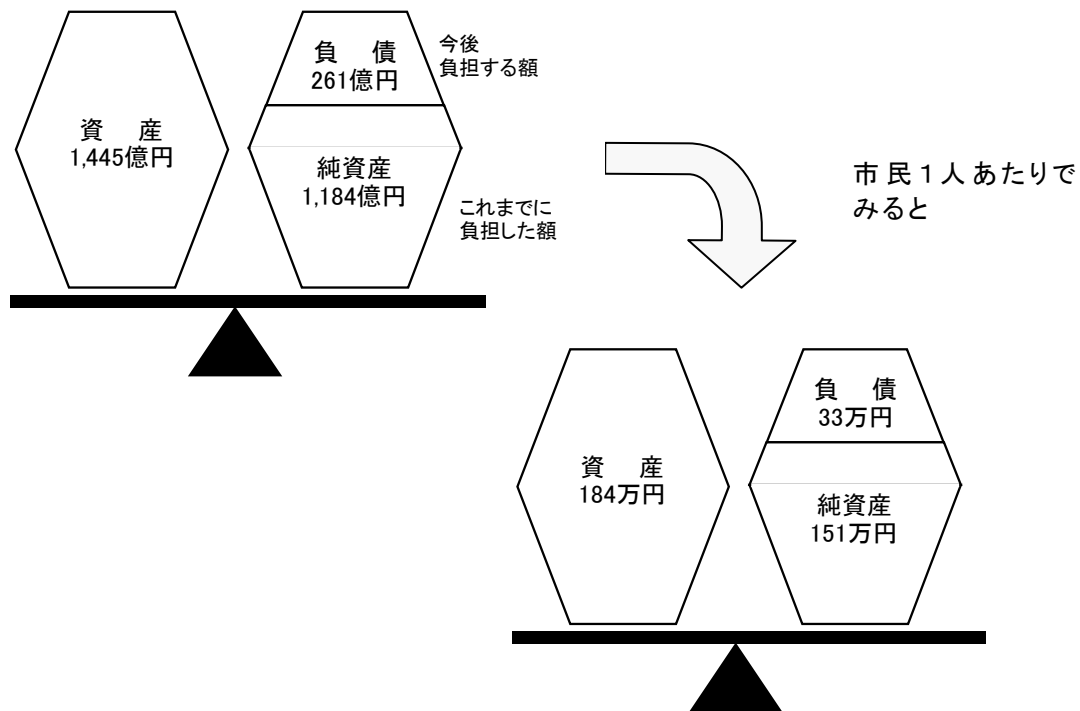 資　産
1,445億円
負　債
261億円
今後
負担する額
純資産
1,184億円
これまでに
負担した額
市民１人あたりで
みると
資　産
184万円
負　債
33万円
純資産
151万円